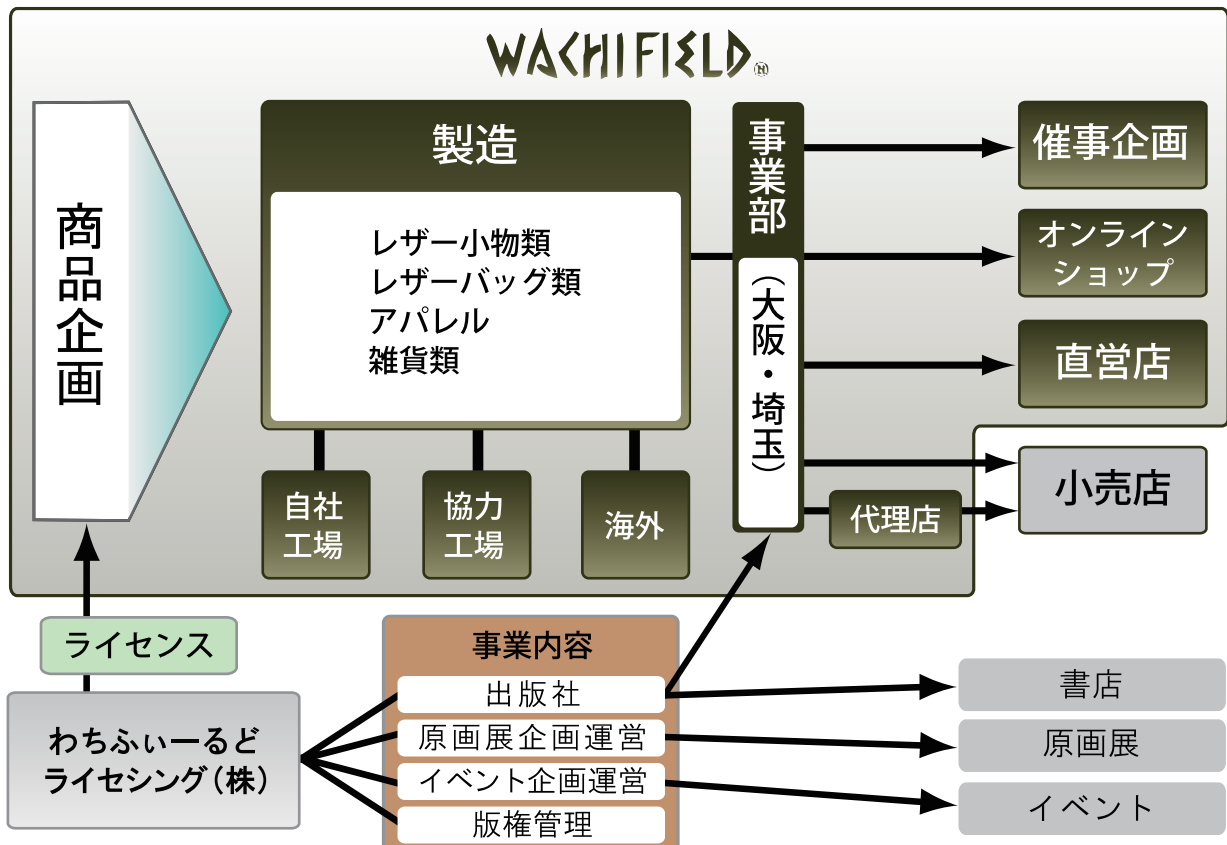 WACHIFIELD®
商品企画
製造
レザー小物類
レザーバッグ類
アパレル
雑貨類
自社
工場
協力
工場
海外
事業部
（大阪・埼玉）
催事企画
オンライン
ショップ
直営店
小売店
代理店
ライセンス
わちふぃーるど
ライセシング（株）
事業内容
出版社
原画展企画運営
イベント企画運営
版権管理
書店
原画展
イベント